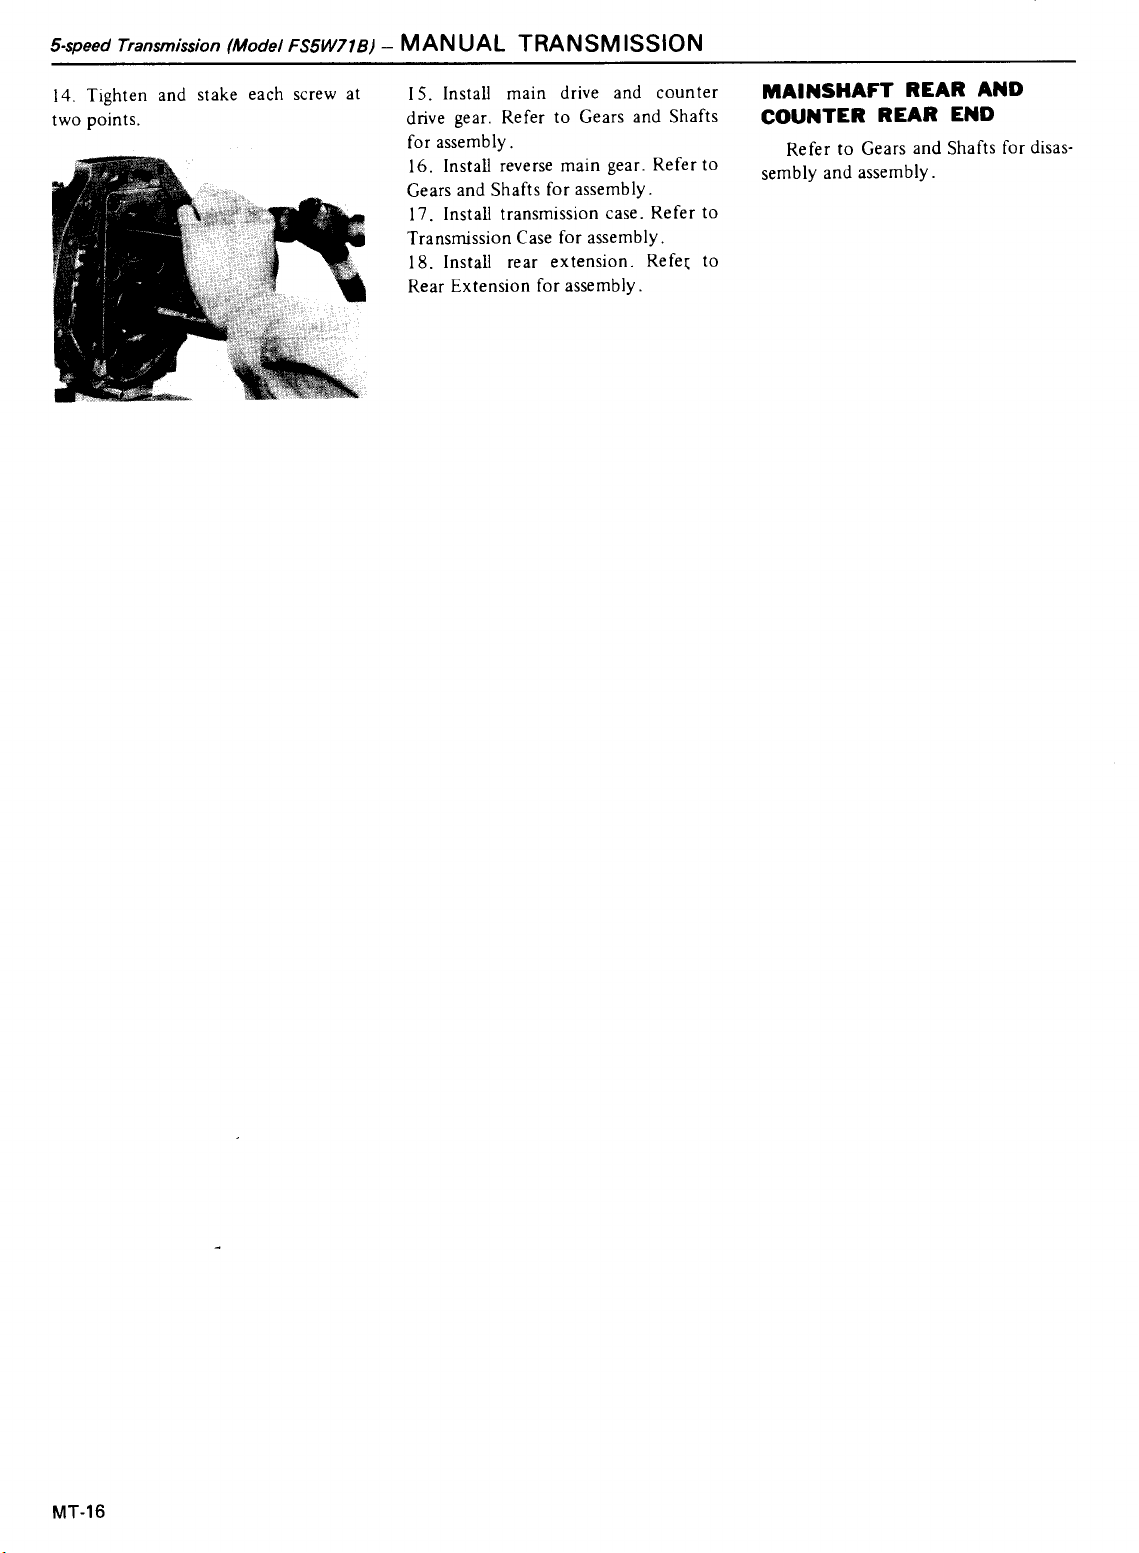 5-speed Transmission (Model FS5W71B) – MANUAL TRANSMISSION
14. Tighten and stake each screw at
two points.
15. Install main drive and counter
drive gear. Refer to Gears and Shafts
for assembly.
16. Install reverse main gear. Refer to
Gears and Shafts for assembly.
17. Install transmission case. Refer to
Transmission Case for assembly.
18. Install rear extension. Refer to
Rear Extension for assembly.
MAINSHAFT REAR AND
COUNTER REAR END
Refer to Gears and Shafts for disas-
sembly and assembly.
MT-16